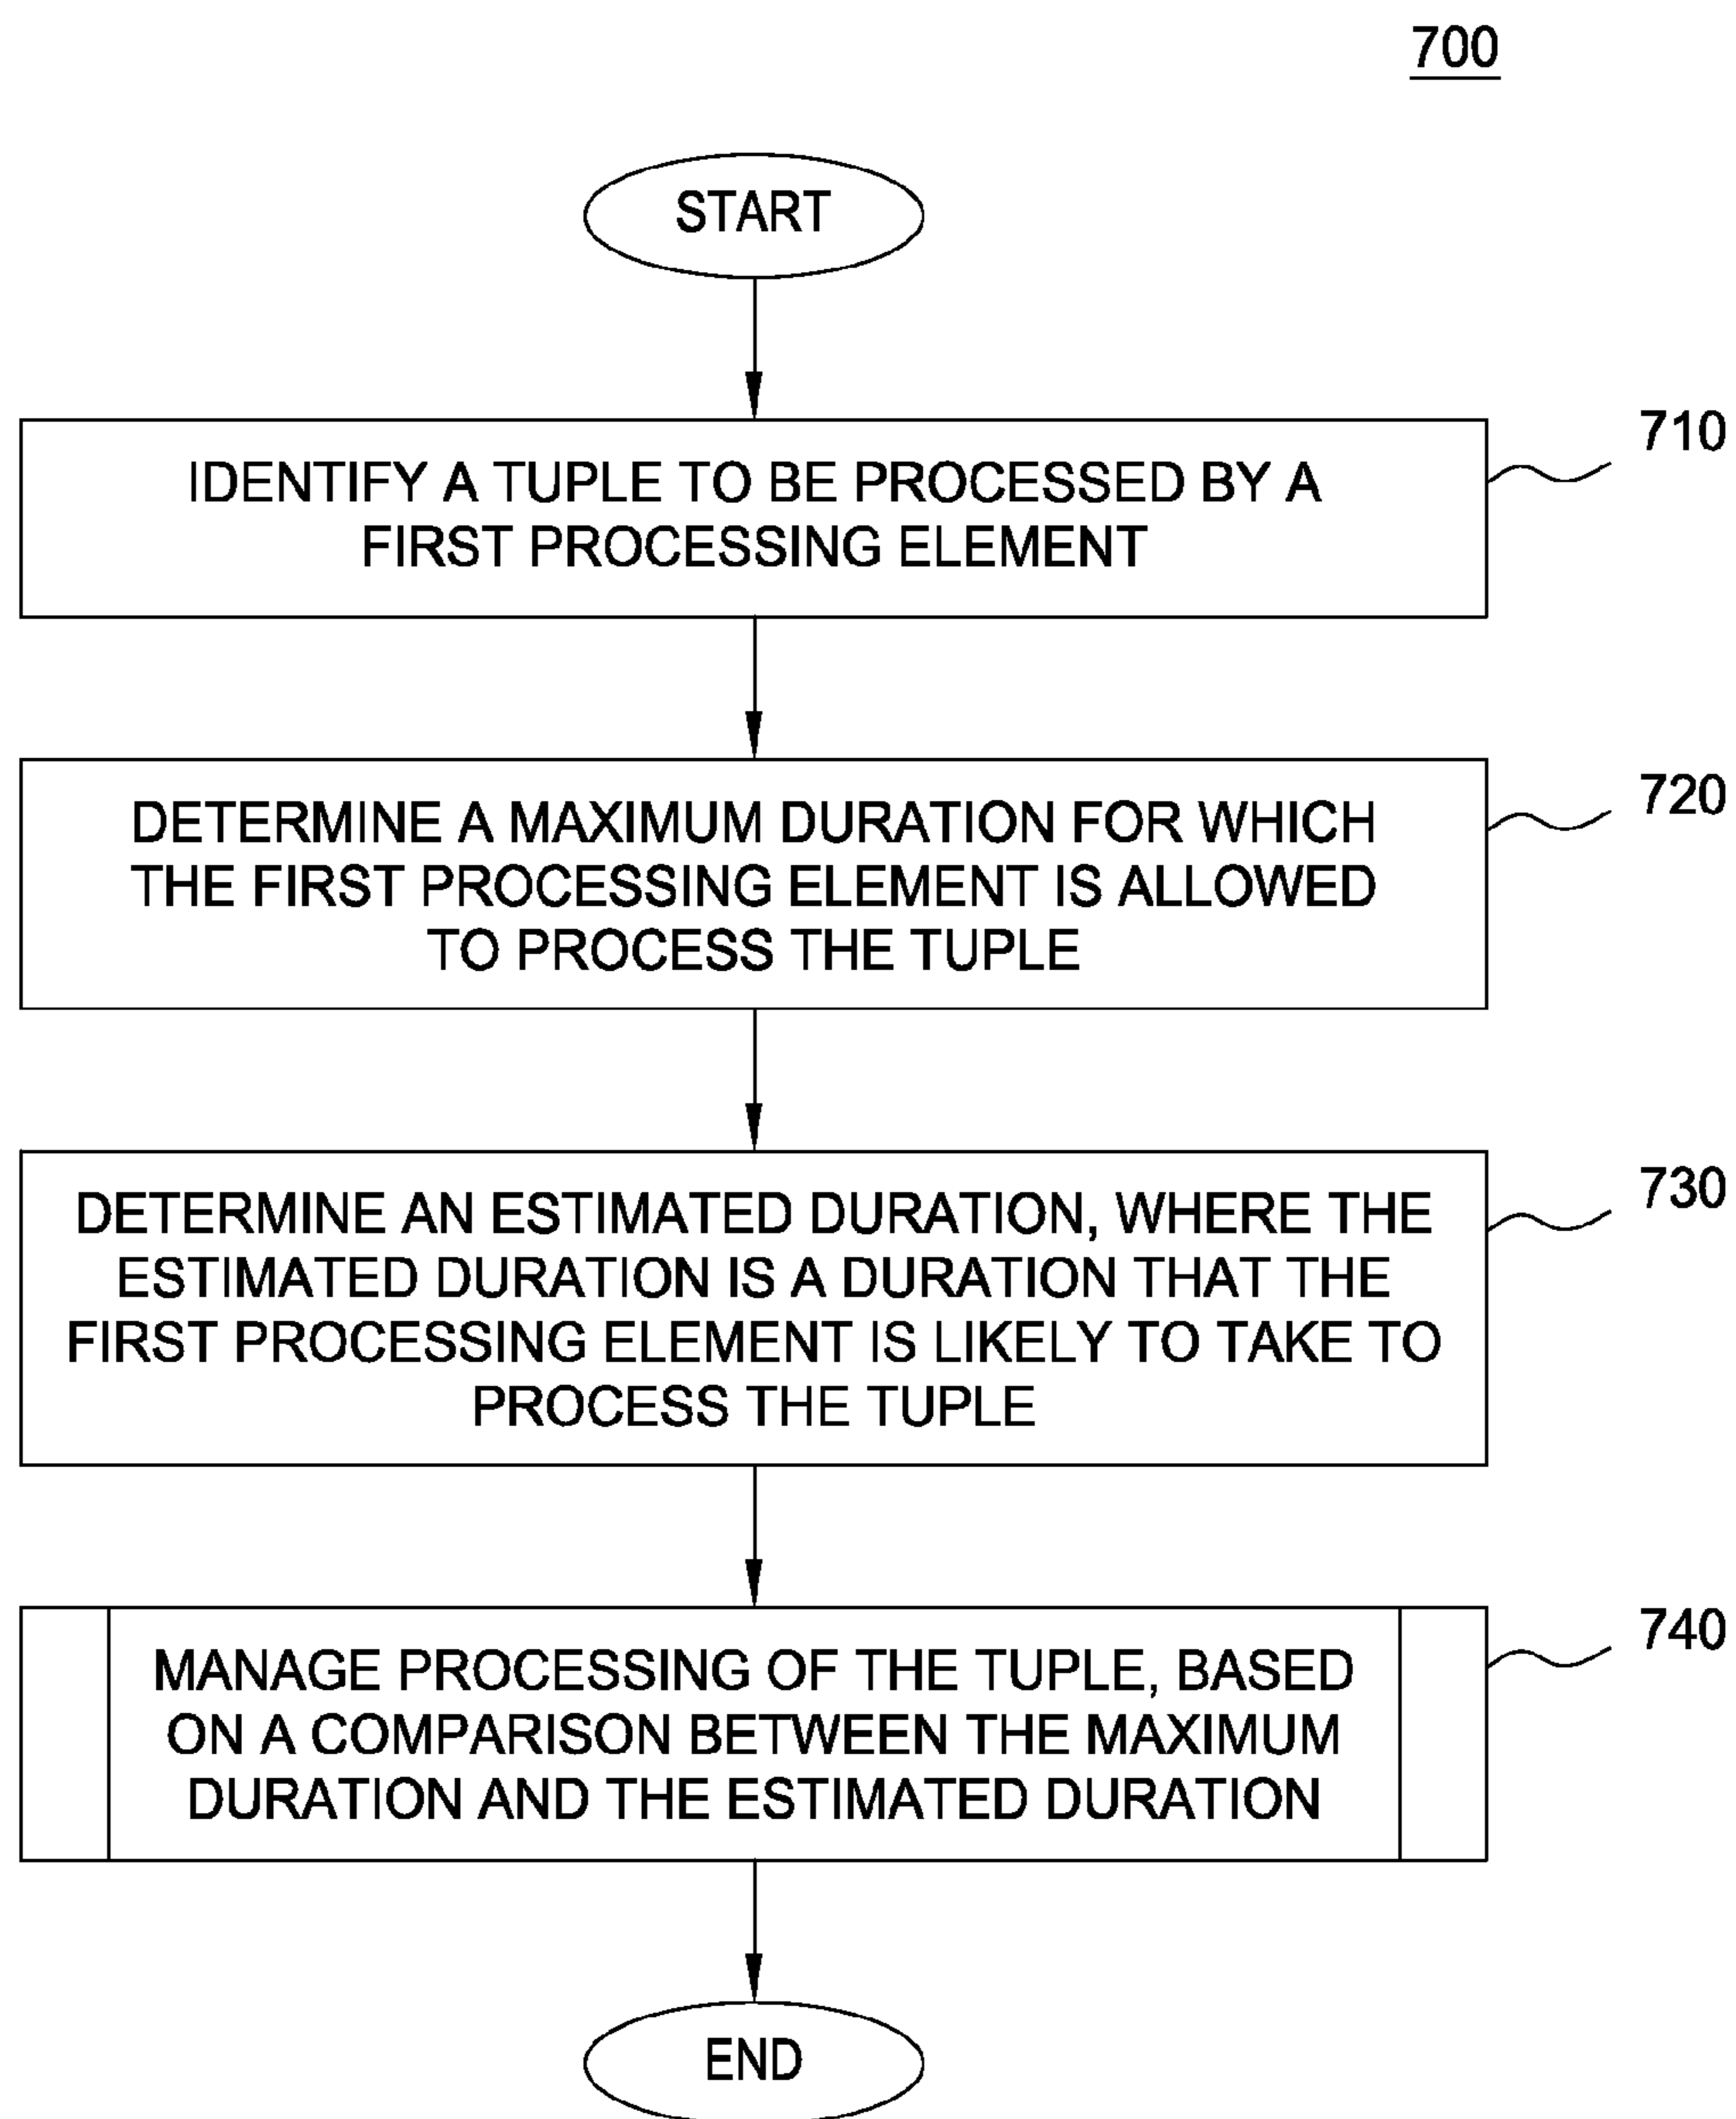 700
START
IDENTIFY A TUPLE TO BE PROCESSED BY A
FIRST PROCESSING ELEMENT
710
DETERMINE A MAXIMUM DURATION FOR WHICH
THE FIRST PROCESSING ELEMENT IS ALLOWED
TO PROCESS THE TUPLE
720
DETERMINE AN ESTIMATED DURATION, WHERE THE
ESTIMATED DURATION IS A DURATION THAT THE
FIRST PROCESSING ELEMENT IS LIKELY TO TAKE TO
PROCESS THE TUPLE
730
MANAGE PROCESSING OF THE TUPLE, BASED
ON A COMPARISON BETWEEN THE MAXIMUM
DURATION AND THE ESTIMATED DURATION
740
END